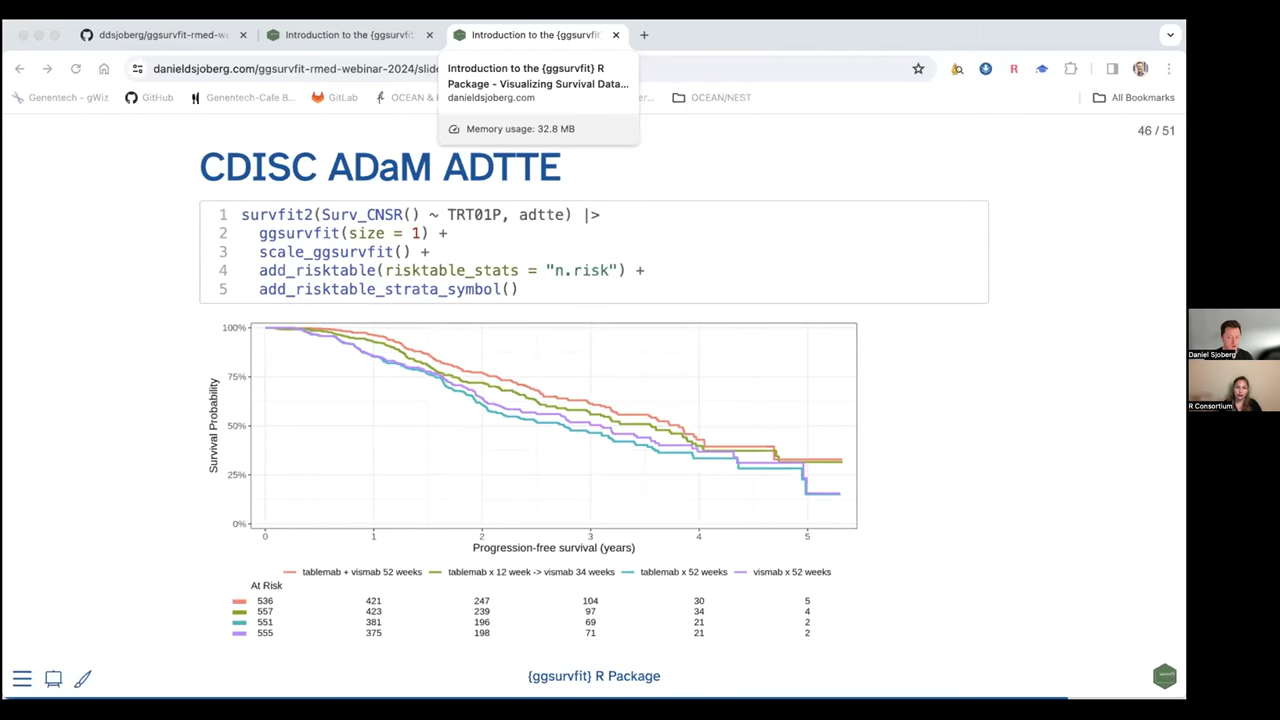 ddsjoberg/ggsurvfit-rmed-we
Introduction to the {ggsurvfit
Introduction to the {ggsurvfit
danieldsjoberg.com/ggsurvfit-rmed-webinar-2024/slide
Introduction to the {ggsurvfit} R
Package - Visualizing Survival Data...
danieldsjoberg.com
Memory usage: 32.8 MB
Genentech - gWiz
GitHub
Genentech-Cafe B...
GitLab
OCEAN &
er...
OCEAN/NEST
All Bookmarks
46 / 51
CDISC ADaM ADTTE
1 survfit2(Surv_CNSR() ~ TRT01P, adtte) |>
2 ggsurvfit(size = 1) +
3 scale_ggsurvfit() +
4 add_risktable(risktable_stats = "n.risk") +
5 add_risktable_strata_symbol()
100%
75%
50%
25%
0%
Survival Probability
0 1 2 3 4 5
Progression-free survival (years)
tablemab + vismab 52 weeks tablemab x 12 week -> vismab 34 weeks tablemab x 52 weeks vismab x 52 weeks
At Risk
536 421 247 104 30 5
557 423 239 97 34 4
551 381 196 69 21 2
555 375 198 71 21 2
{ggsurvfit} R Package
Daniel Sjoberg
R Consortium